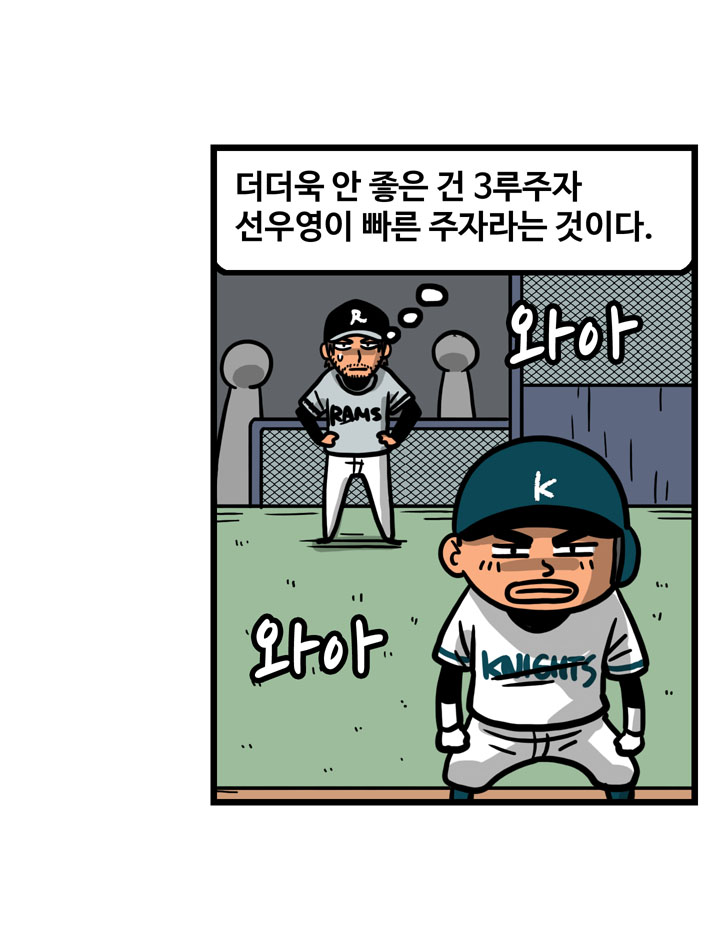 더더욱 안 좋은 건 3루주자
선우영이 빠른 주자라는 것이다.
와아
R
RAMS
K
와아
KNIGHTS